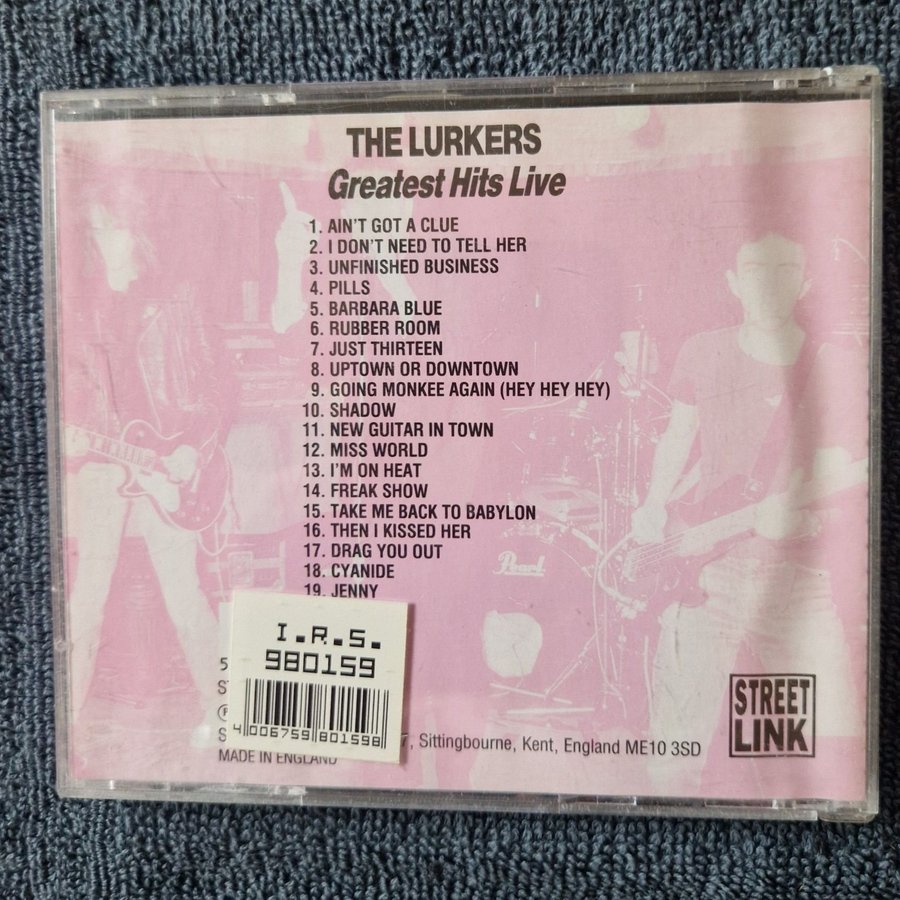 THE LURKERS
Greatest Hits Live
1. AIN'T GOT A CLUE
2. I DON'T NEED TO TELL HER
3. UNFINISHED BUSINESS
4. PILLS
5. BARBARA BLUE
6. RUBBER ROOM
7. JUST THIRTEEN
8. UPTOWN OR DOWNTOWN
9. GOING MONKEE AGAIN (HEY HEY HEY)
10. SHADOW
11. NEW GUITAR IN TOWN
12. MISS WORLD
13. I'M ON HEAT
14. FREAK SHOW
15. TAKE ME BACK TO BABYLON
16. THEN I KISSED HER
17. DRAG YOU OUT
18. CYANIDE
19. JENNY
Pearl
I.R.S.
980159
4 006759 801598
5
ST
℗
S 7, Sittingbourne, Kent, England ME10 3SD
MADE IN ENGLAND
STREET
LINK